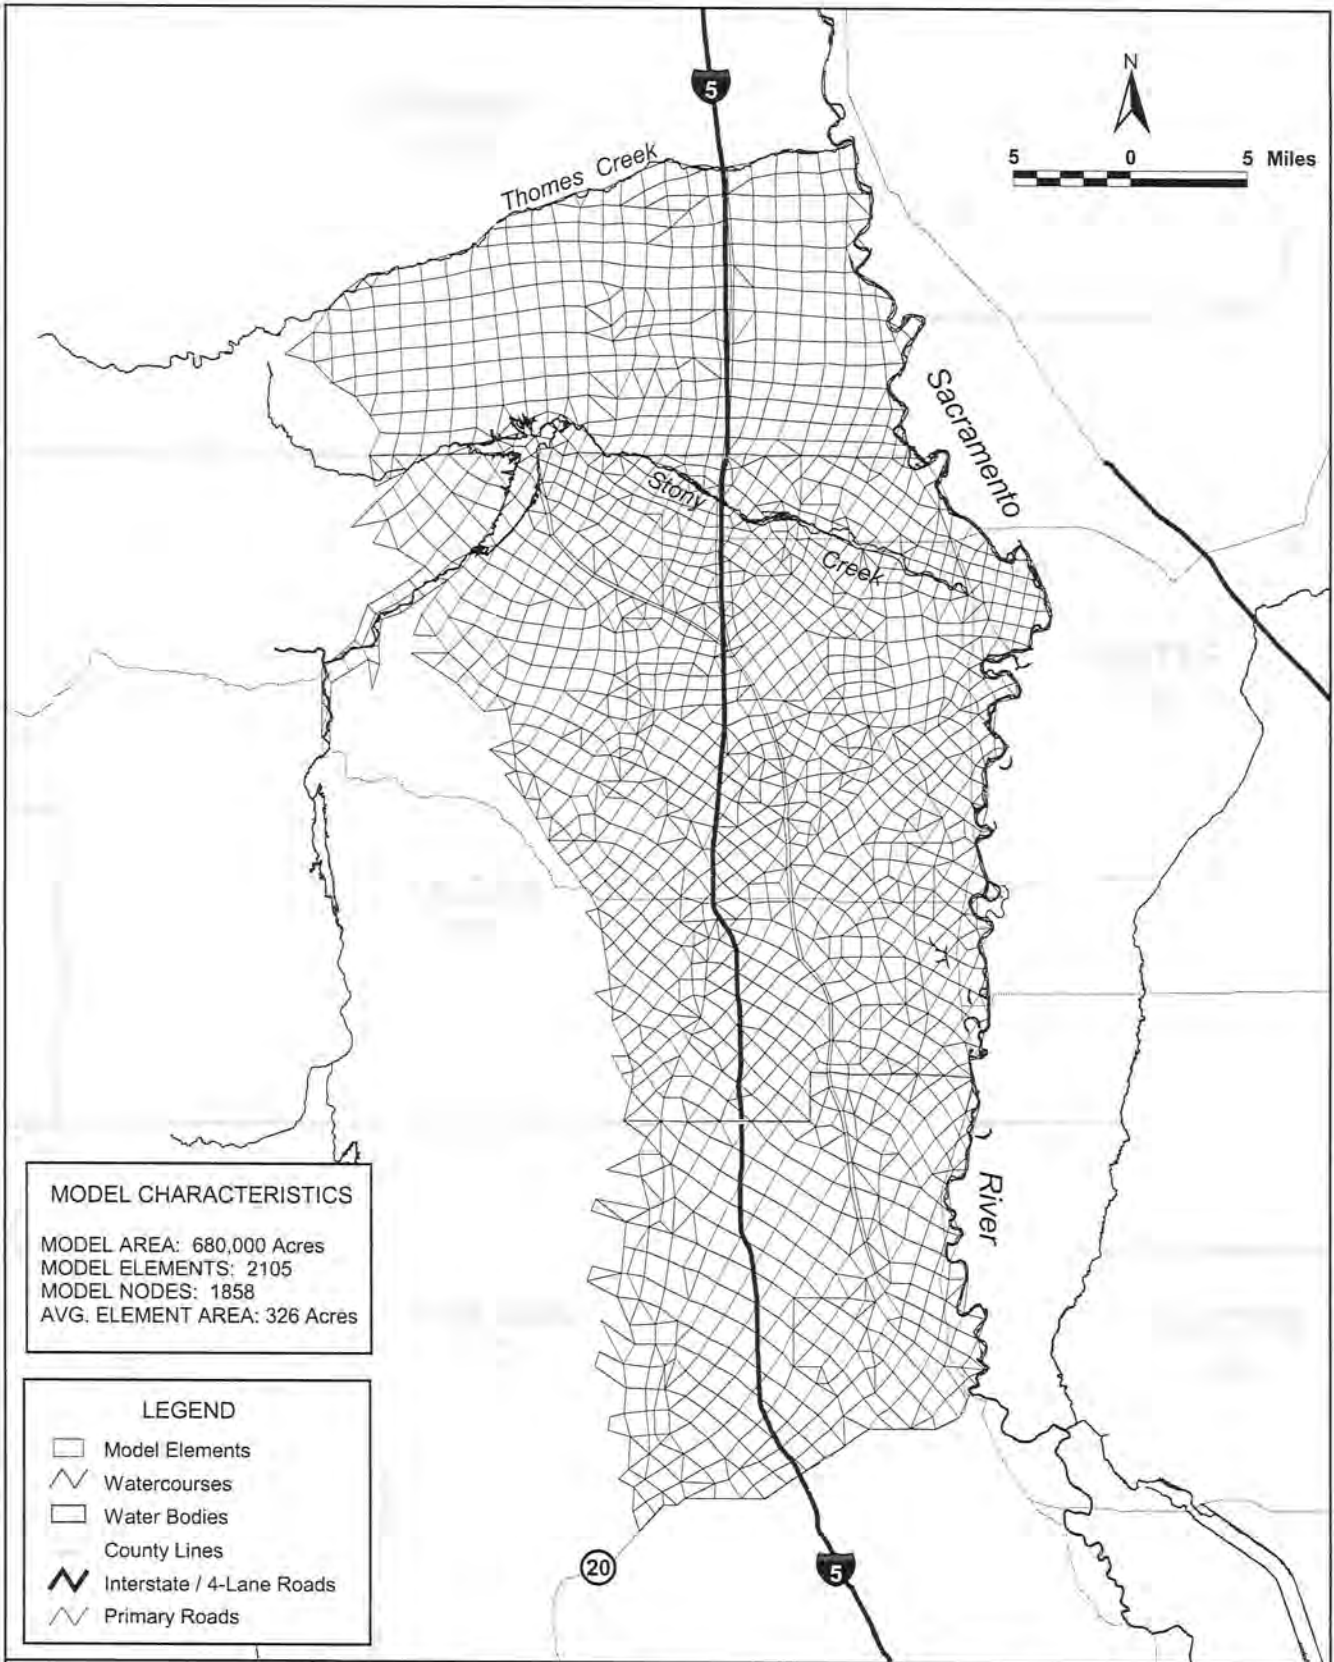 5
N
5 0 5 Miles
Thomes Creek
Sacramento
Stony
Creek
River
MODEL CHARACTERISTICS
MODEL AREA: 680,000 Acres
MODEL ELEMENTS: 2105
MODEL NODES: 1858
AVG. ELEMENT AREA: 326 Acres
LEGEND
Model Elements
Watercourses
Water Bodies
County Lines
Interstate / 4-Lane Roads
Primary Roads
20
5